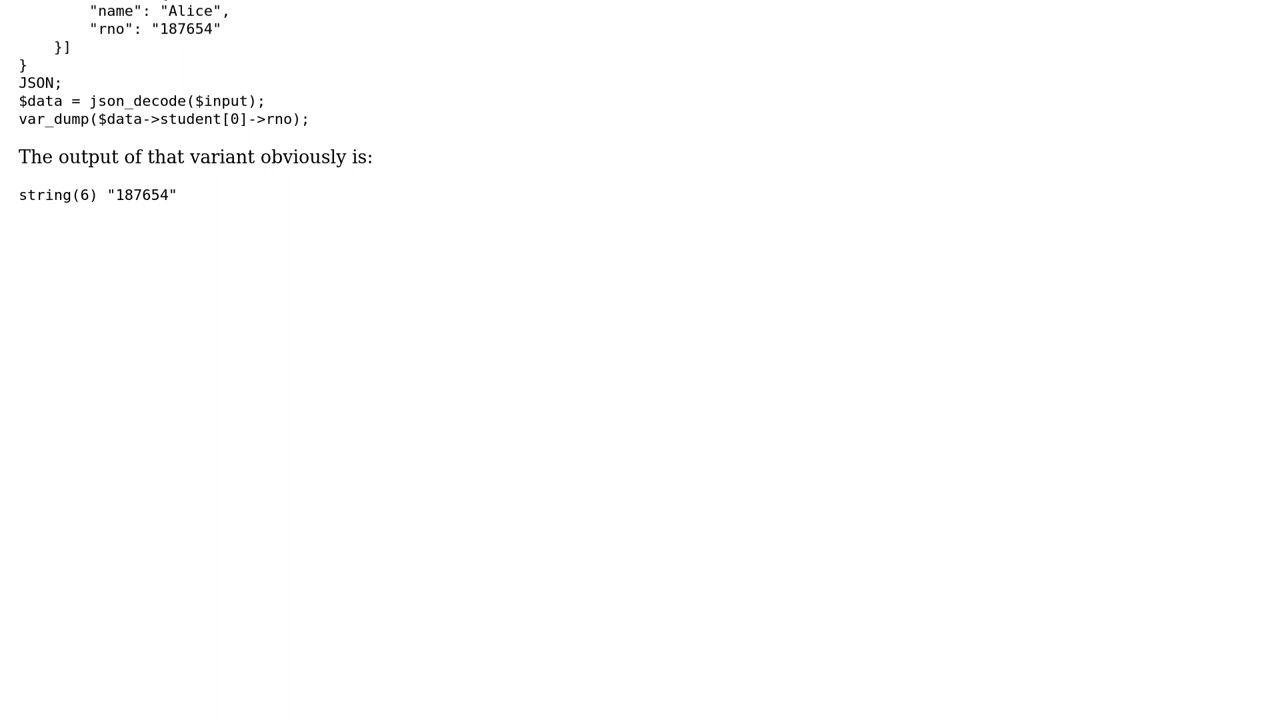 "name": "Alice",
"rno": "187654"
}]
}
JSON;
$data = json_decode($input);
var_dump($data->student[0]->rno);
The output of that variant obviously is:
string(6) "187654"